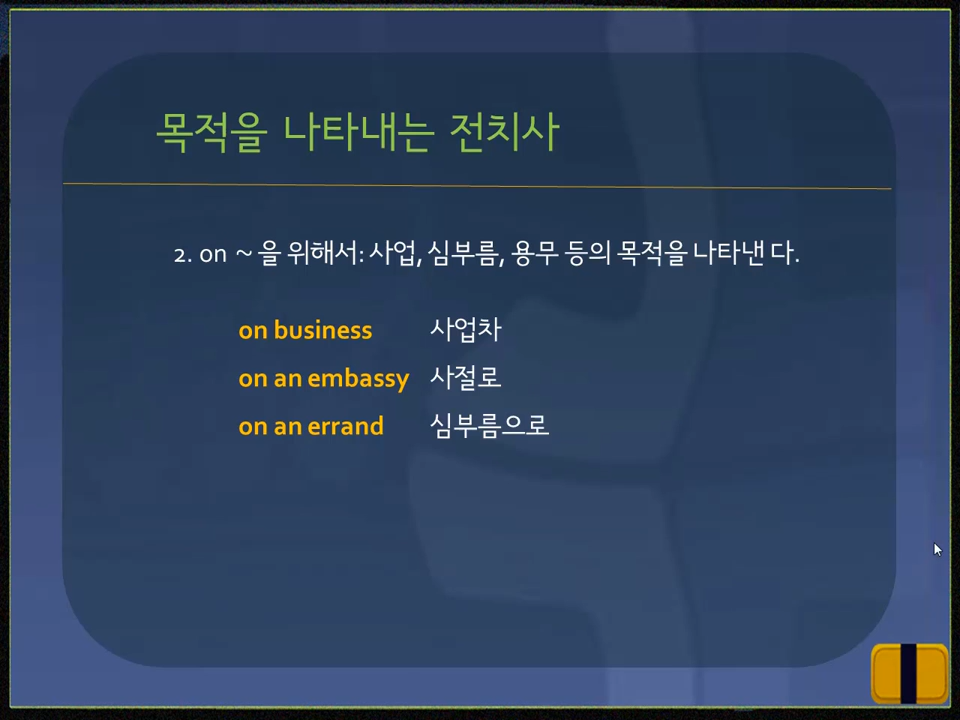 목적을 나타내는 전치사
2. on ~ 을 위해서: 사업, 심부름, 용무 등의 목적을 나타낸 다.
on business 사업차
on an embassy 사절로
on an errand 심부름으로